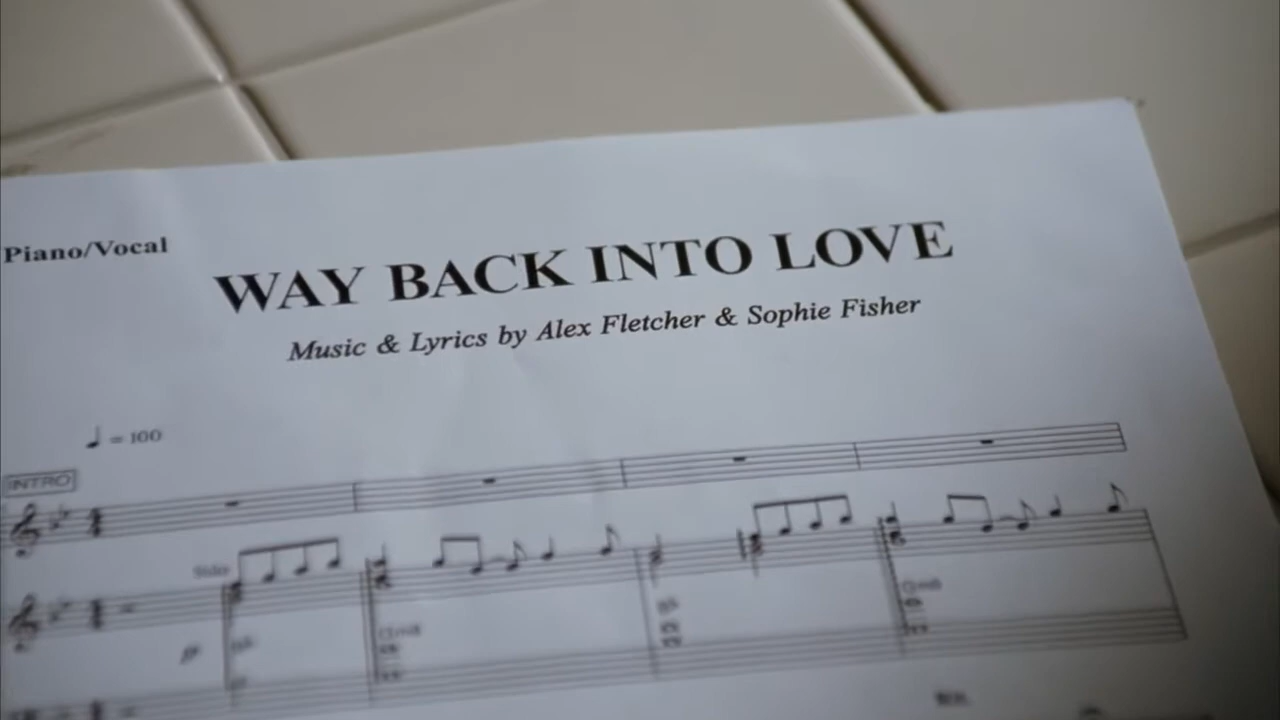 Piano/Vocal
WAY BACK INTO LOVE
Music & Lyrics by Alex Fletcher & Sophie Fisher
= 100
INTRO